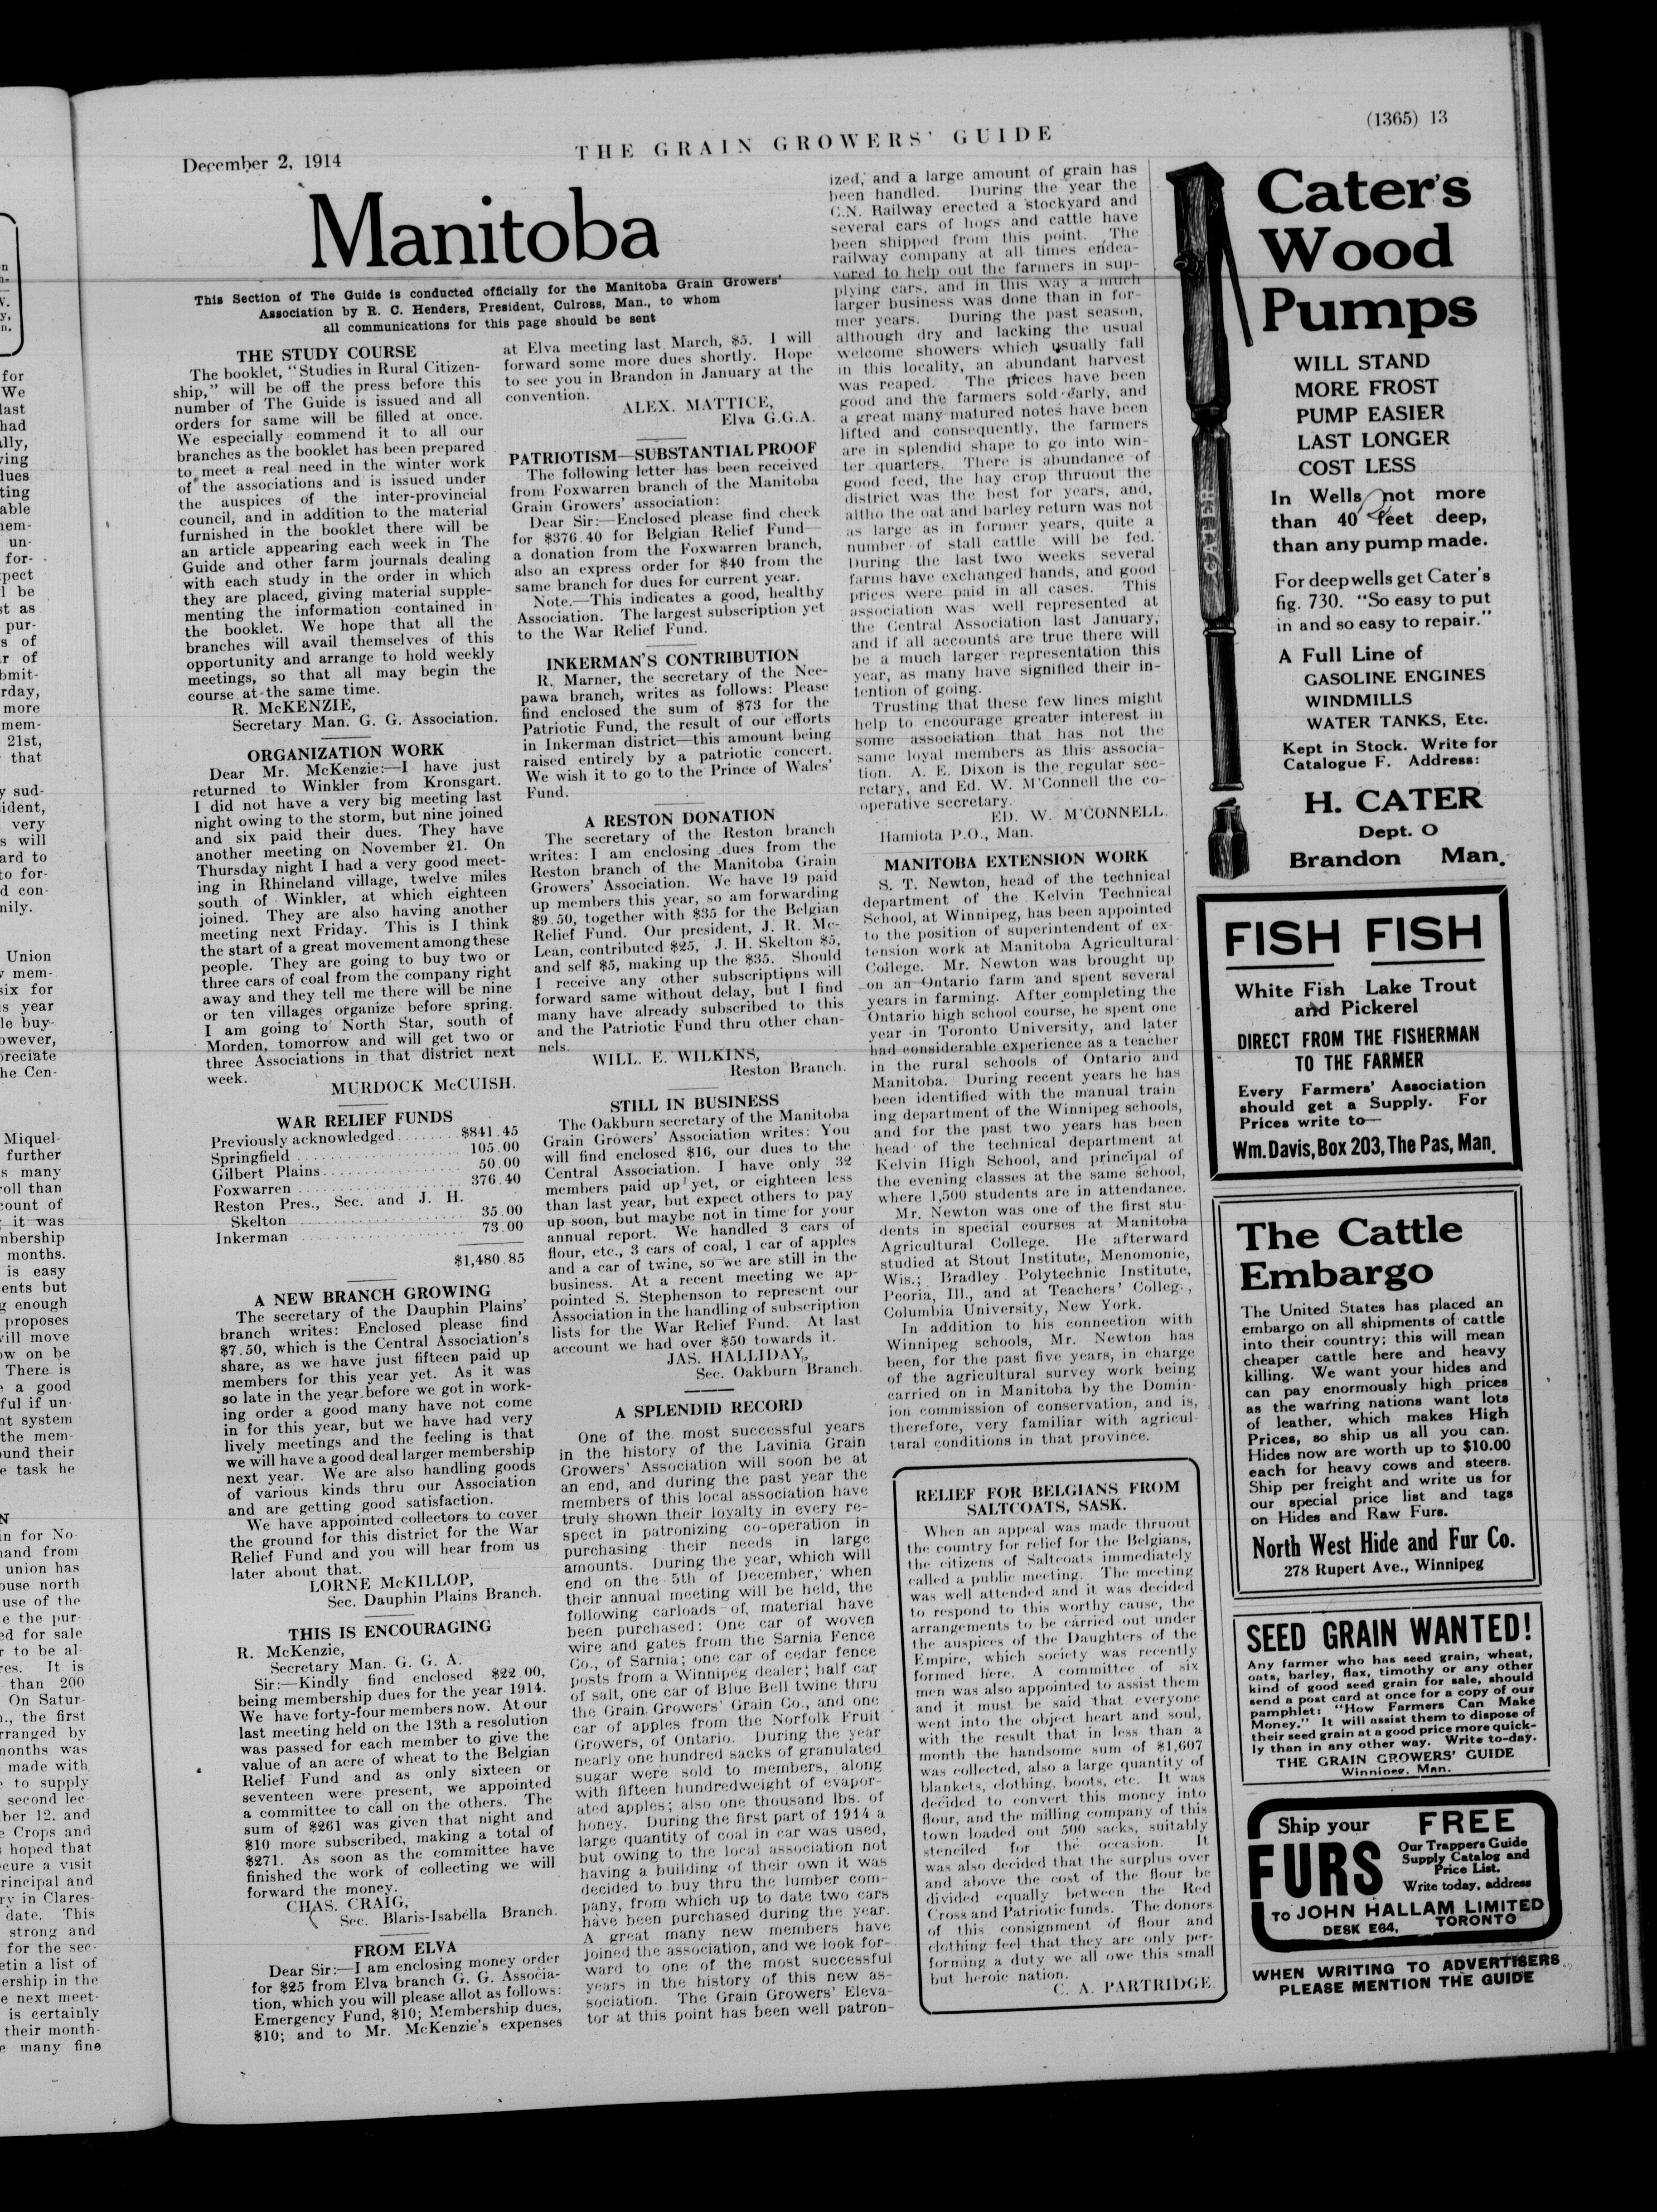 December 2, 1914
THE GRAIN GROWERS' GUIDE
(1365) 13
Manitoba
This Section of The Guide is conducted officially for the Manitoba Grain Growers'
Association by R. C. Henders, President, Culross, Man., to whom
all communications for this page should be sent
THE STUDY COURSE
The booklet, "Studies in Rural Citizen-
ship," will be off the press before this
number of The Guide is issued and all
orders for same will be filled at once.
We especially commend it to all our
branches as the booklet has been prepared
to meet a real need in the winter work
of the associations and is issued under
the auspices of the inter-provincial
council, and in addition to the material
furnished in the booklet there will be
an article appearing each week in The
Guide and other farm journals dealing
with each study in the order in which
they are placed, giving material supple-
menting the information contained in
the booklet. We hope that all the
branches will avail themselves of this
opportunity and arrange to hold weekly
meetings, so that all may begin the
course at the same time.
R. McKENZIE,
Secretary Man. G. G. Association.
ORGANIZATION WORK
Dear Mr. McKenzie:—I have just
returned to Winkler from Kronsgart.
I did not have a very big meeting last
night owing to the storm, but nine joined
and six paid their dues. They have
another meeting on November 21. On
Thursday night I had a very good meet-
ing in Rhineland village, twelve miles
south of Winkler, at which eighteen
joined. They are also having another
meeting next Friday. This is I think
the start of a great movement among these
people. They are going to buy two or
three cars of coal from the company right
away and they tell me there will be nine
or ten villages organize before spring.
I am going to North Star, south of
Morden, tomorrow and will get two or
three Associations in that district next
week.
MURDOCK McCUISH.
WAR RELIEF FUNDS
Previously acknowledged........ $841.45
Springfield .................... 105.00
Gilbert Plains.................. 50.00
Foxwarren ..................... 376.40
Reston Pres., Sec. and J. H.
Skelton ..................... 35.00
Inkerman ..................... 73.00
$1,480.85
A NEW BRANCH GROWING
The secretary of the Dauphin Plains'
branch writes: Enclosed please find
$7.50, which is the Central Association's
share, as we have just fifteen paid up
members for this year yet. As it was
so late in the year before we got in work-
ing order a good many have not come
in for this year, but we have had very
lively meetings and the feeling is that
we will have a good deal larger membership
next year. We are also handling goods
of various kinds thru our Association
and are getting good satisfaction.
We have appointed collectors to cover
the ground for this district for the War
Relief Fund and you will hear from us
later about that.
LORNE McKILLOP,
Sec. Dauphin Plains Branch.
THIS IS ENCOURAGING
R. McKenzie,
Secretary Man. G. G. A.
Sir:—Kindly find enclosed $22.00,
being membership dues for the year 1914.
We have forty-four members now. At our
last meeting held on the 13th a resolution
was passed for each member to give the
value of an acre of wheat to the Belgian
Relief Fund and as only sixteen or
seventeen were present, we appointed
a committee to call on the others. The
sum of $261 was given that night and
$10 more subscribed, making a total of
$271. As soon as the committee have
finished the work of collecting we will
forward the money.
CHAS. CRAIG,
Sec. Blaris-Isabella Branch.
FROM ELVA
Dear Sir:—I am enclosing money order
for $25 from Elva branch G. G. Associa-
tion, which you will please allot as follows:
Emergency Fund, $10; Membership dues,
$10; and to Mr. McKenzie's expenses
at Elva meeting last March, $5. I will
forward some more dues shortly. Hope
to see you in Brandon in January at the
convention.
ALEX. MATTICE,
Elva G.G.A.
PATRIOTISM—SUBSTANTIAL PROOF
The following letter has been received
from Foxwarren branch of the Manitoba
Grain Growers' association:
Dear Sir:—Enclosed please find check
for $376.40 for Belgian Relief Fund—
a donation from the Foxwarren branch,
also an express order for $40 from the
same branch for dues for current year.
Note.—This indicates a good, healthy
Association. The largest subscription yet
to the War Relief Fund.
INKERMAN'S CONTRIBUTION
R. Marner, the secretary of the Nee-
pawa branch, writes as follows: Please
find enclosed the sum of $73 for the
Patriotic Fund, the result of our efforts
in Inkerman district—this amount being
raised entirely by a patriotic concert.
We wish it to go to the Prince of Wales'
Fund.
A RESTON DONATION
The secretary of the Reston branch
writes: I am enclosing dues from the
Reston branch of the Manitoba Grain
Growers' Association. We have 19 paid
up members this year, so am forwarding
$9.50, together with $35 for the Belgian
Relief Fund. Our president, J. R. Mc-
Lean, contributed $25, J. H. Skelton $5,
and self $5, making up the $35. Should
I receive any other subscriptions will
forward same without delay, but I find
many have already subscribed to this
and the Patriotic Fund thru other chan-
nels.
WILL. E. WILKINS,
Reston Branch.
STILL IN BUSINESS
The Oakburn secretary of the Manitoba
Grain Growers' Association writes: You
will find enclosed $16, our dues to the
Central Association. I have only 32
members paid up yet, or eighteen less
than last year, but expect others to pay
up soon, but maybe not in time for your
annual report. We handled 3 cars of
flour, etc., 3 cars of coal, 1 car of apples
and a car of twine, so we are still in the
business. At a recent meeting we ap-
pointed S. Stephenson to represent our
Association in the handling of subscription
lists for the War Relief Fund. At last
account we had over $50 towards it.
JAS. HALLIDAY,
Sec. Oakburn Branch.
A SPLENDID RECORD
One of the most successful years
in the history of the Lavinia Grain
Growers' Association will soon be at
an end, and during the past year the
members of this local association have
truly shown their loyalty in every re-
spect in patronizing co-operation in
purchasing their needs in large
amounts. During the year, which will
end on the 5th of December, when
their annual meeting will be held, the
following carloads of material have
been purchased: One car of woven
wire and gates from the Sarnia Fence
Co., of Sarnia; one car of cedar fence
posts from a Winnipeg dealer; half car
of salt, one car of Blue Bell twine thru
the Grain Growers' Grain Co., and one
car of apples from the Norfolk Fruit
Growers, of Ontario. During the year
nearly one hundred sacks of granulated
sugar were sold to members, along
with fifteen hundredweight of evapor-
ated apples; also one thousand lbs. of
honey. During the first part of 1914 a
large quantity of coal in car was used,
but owing to the local association not
having a building of their own it was
decided to buy thru the lumber com-
pany, from which up to date two cars
have been purchased during the year.
A great many new members have
joined the association, and we look for-
ward to one of the most successful
years in the history of this new as-
sociation. The Grain Growers' Eleva-
tor at this point has been well patron-
ized, and a large amount of grain has
been handled. During the year the
C.N. Railway erected a stockyard and
several cars of hogs and cattle have
been shipped from this point. The
railway company at all times endea-
vored to help out the farmers in sup-
plying cars, and in this way a much
larger business was done than in for-
mer years. During the past season,
although dry and lacking the usual
welcome showers which usually fall
in this locality, an abundant harvest
was reaped. The prices have been
good and the farmers sold early, and
a great many matured notes have been
lifted and consequently, the farmers
are in splendid shape to go into win-
ter quarters. There is abundance of
good feed, the hay crop thruout the
district was the best for years, and,
altho the oat and barley return was not
as large as in former years, quite a
number of stall cattle will be fed.
During the last two weeks several
farms have exchanged hands, and good
prices were paid in all cases. This
association was well represented at
the Central Association last January,
and if all accounts are true there will
be a much larger representation this
year, as many have signified their in-
tention of going.
Trusting that these few lines might
help to encourage greater interest in
some association that has not the
same loyal members as this associa-
tion. A. E. Dixon is the regular sec-
retary, and Ed. W. M'Connell the co-
operative secretary.
ED. W. M'CONNELL.
Hamiota P.O., Man.
MANITOBA EXTENSION WORK
S. T. Newton, head of the technical
department of the Kelvin Technical
School, at Winnipeg, has been appointed
to the position of superintendent of ex-
tension work at Manitoba Agricultural
College. Mr. Newton was brought up
on an Ontario farm and spent several
years in farming. After completing the
Ontario high school course, he spent one
year in Toronto University, and later
had considerable experience as a teacher
in the rural schools of Ontario and
Manitoba. During recent years he has
been identified with the manual train
ing department of the Winnipeg schools,
and for the past two years has been
head of the technical department at
Kelvin High School, and principal of
the evening classes at the same school,
where 1,500 students are in attendance.
Mr. Newton was one of the first stu-
dents in special courses at Manitoba
Agricultural College. He afterward
studied at Stout Institute, Menomonie,
Wis.; Bradley Polytechnic Institute,
Peoria, Ill., and at Teachers' Colleg.,
Columbia University, New York.
In addition to his connection with
Winnipeg schools, Mr. Newton has
been, for the past five years, in charge
of the agricultural survey work being
carried on in Manitoba by the Domin-
ion commission of conservation, and is,
therefore, very familiar with agricul-
tural conditions in that province.
RELIEF FOR BELGIANS FROM
SALTCOATS, SASK.
When an appeal was made thruout
the country for relief for the Belgians,
the citizens of Saltcoats immediately
called a public meeting. The meeting
was well attended and it was decided
to respond to this worthy cause, the
arrangements to be carried out under
the auspices of the Daughters of the
Empire, which society was recently
formed here. A committee of six
men was also appointed to assist them
and it must be said that everyone
went into the object heart and soul,
with the result that in less than a
month the handsome sum of $1,607
was collected, also a large quantity of
blankets, clothing, boots, etc. It was
decided to convert this money into
flour, and the milling company of this
town loaded out 500 sacks, suitably
stenciled for the occasion. It
was also decided that the surplus over
and above the cost of the flour be
divided equally between the Red
Cross and Patriotic funds. The donors
of this consignment of flour and
clothing feel that they are only per-
forming a duty we all owe this small
but heroic nation.
C. A. PARTRIDGE.
CATER
Cater's
Wood
Pumps
WILL STAND
MORE FROST
PUMP EASIER
LAST LONGER
COST LESS
In Wells not more
than 40 feet deep,
than any pump made.
For deep wells get Cater's
fig. 730. "So easy to put
in and so easy to repair."
A Full Line of
GASOLINE ENGINES
WINDMILLS
WATER TANKS, Etc.
Kept in Stock. Write for
Catalogue F. Address:
H. CATER
Dept. O
Brandon Man.
FISH FISH
White Fish Lake Trout
and Pickerel
DIRECT FROM THE FISHERMAN
TO THE FARMER
Every Farmers' Association
should get a Supply. For
Prices write to—
Wm. Davis, Box 203, The Pas, Man.
The Cattle
Embargo
The United States has placed an
embargo on all shipments of cattle
into their country; this will mean
cheaper cattle here and heavy
killing. We want your hides and
can pay enormously high prices
as the warring nations want lots
of leather, which makes High
Prices, so ship us all you can.
Hides now are worth up to $10.00
each for heavy cows and steers.
Ship per freight and write us for
our special price list and tags
on Hides and Raw Furs.
North West Hide and Fur Co.
278 Rupert Ave., Winnipeg
SEED GRAIN WANTED!
Any farmer who has seed grain, wheat,
oats, barley, flax, timothy or any other
kind of good seed grain for sale, should
send a post card at once for a copy of our
pamphlet: "How Farmers Can Make
Money." It will assist them to dispose of
their seed grain at a good price more quick-
ly than in any other way. Write to-day.
THE GRAIN GROWERS' GUIDE
Winnipeg, Man.
Ship your
FURS
FREE
Our Trappers Guide
Supply Catalog and
Price List.
Write today, address
TO JOHN HALLAM LIMITED
DESK E64, TORONTO
WHEN WRITING TO ADVERTISERS
PLEASE MENTION THE GUIDE